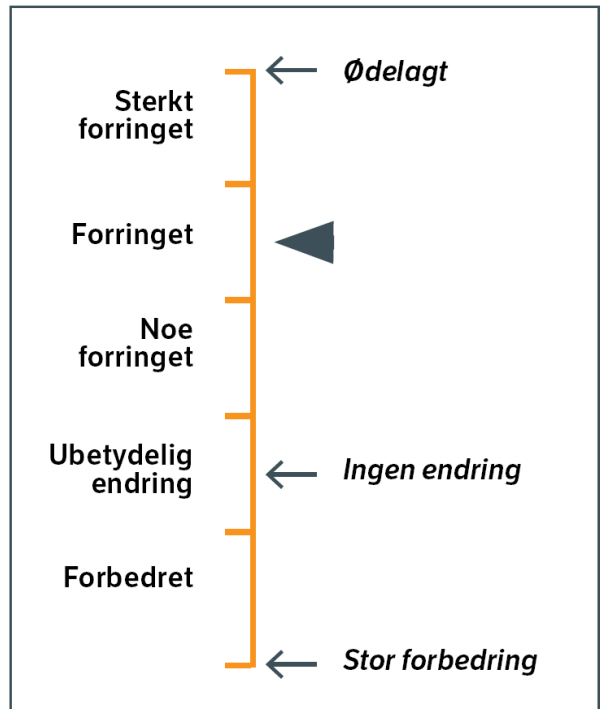 Ødelagt
Sterkt
forringet
Forringet
Noe
forringet
Ubetydelig
endring
Ingen endring
Forbedret
Stor forbedring